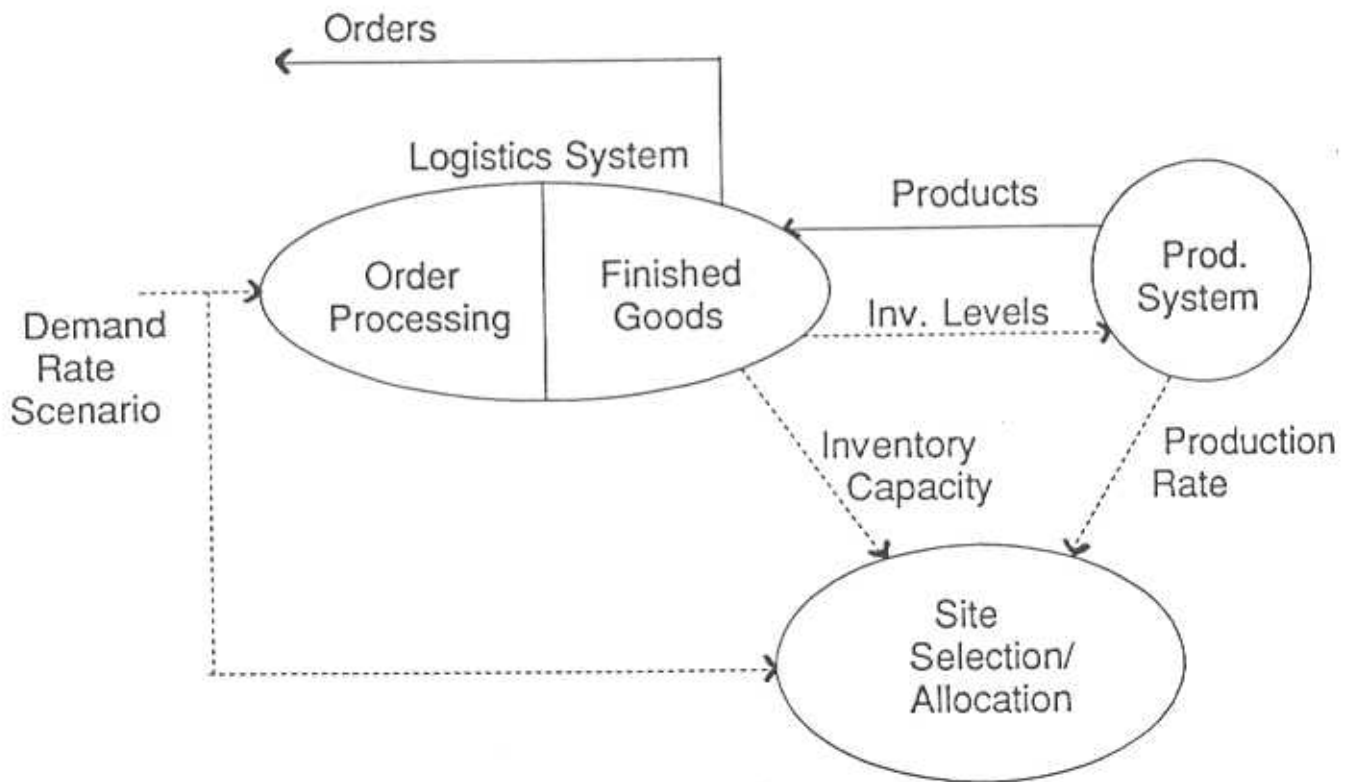 Orders
Logistics System
Products
Order
Processing
Finished
Goods
Prod.
System
Inv. Levels
Demand
Rate
Scenario
Inventory
Capacity
Production
Rate
Site
Selection/
Allocation